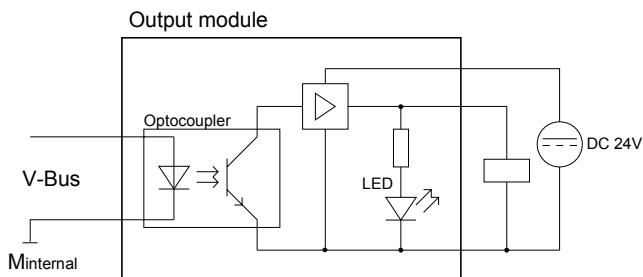 Output module
Optocoupler
DC 24V
V-Bus
LED
Minternal